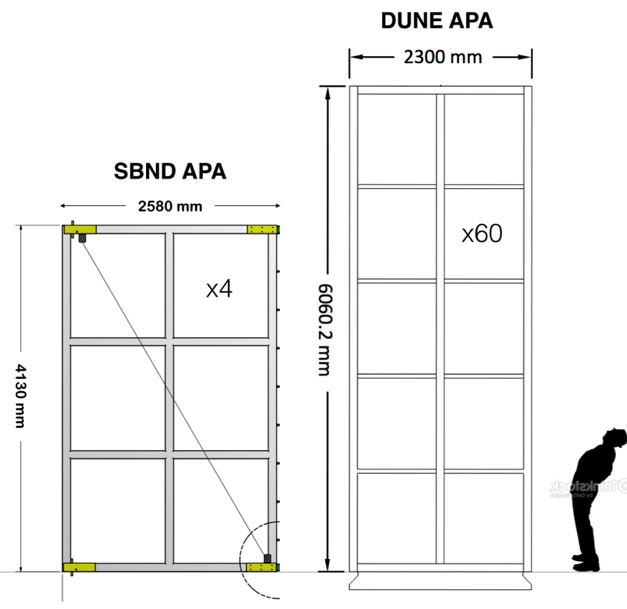 DUNE APA
2300 mm
SBND APA
2580 mm
x60
x4
6060.2 mm
4130 mm